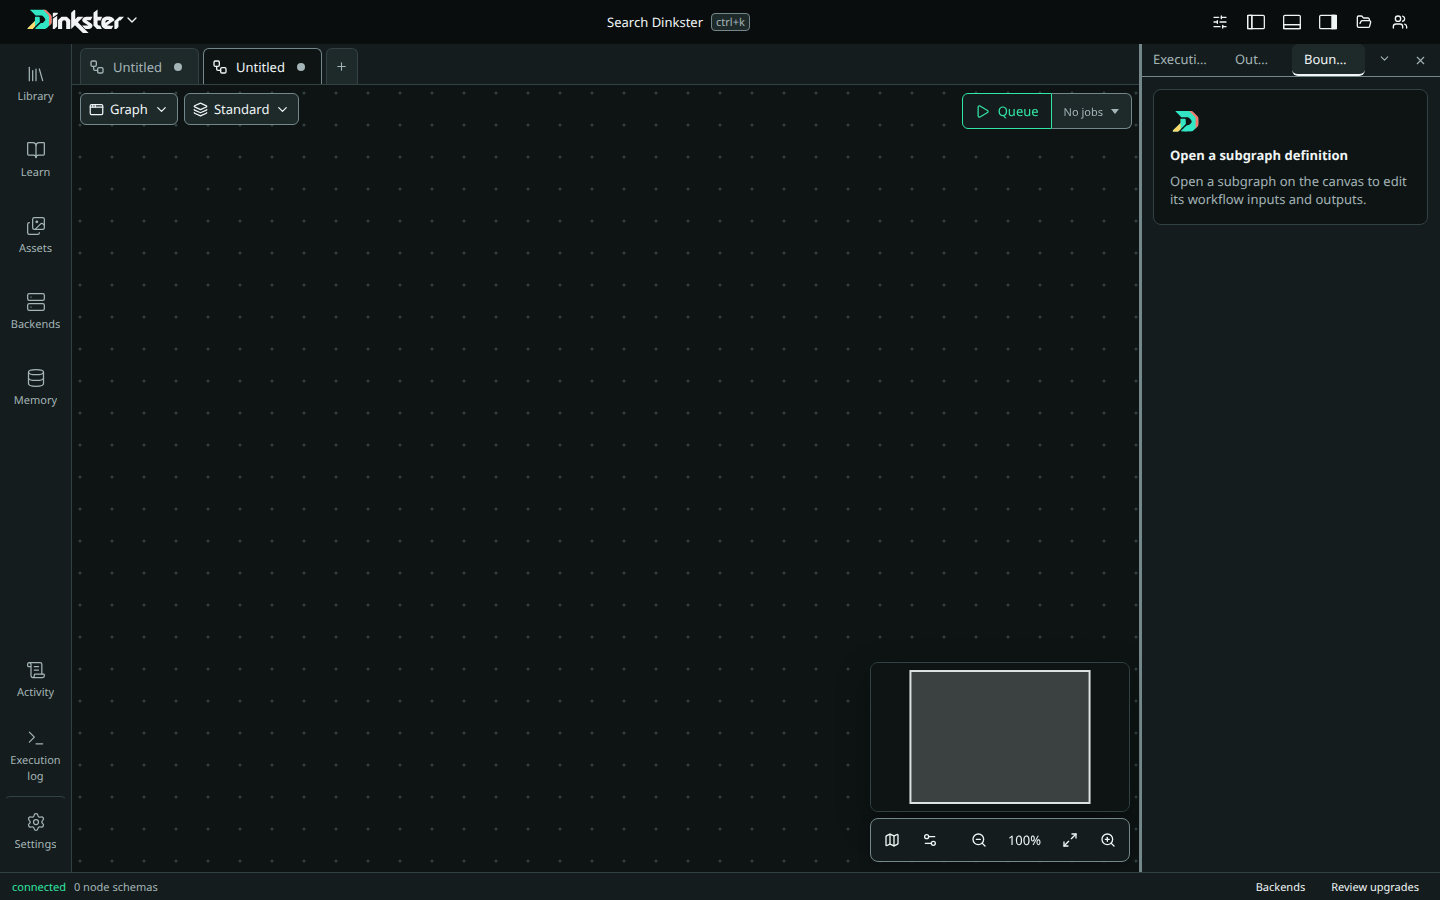 Dinkster
Search Dinkster ctrl+k
Library
Learn
Assets
Backends
Memory
Activity
Execution
log
Settings
Untitled
Untitled
+
Graph
Standard
Queue
No jobs
100%
Executi...
Out...
Boun...
Open a subgraph definition
Open a subgraph on the canvas to edit
its workflow inputs and outputs.
connected 0 node schemas
Backends
Review upgrades